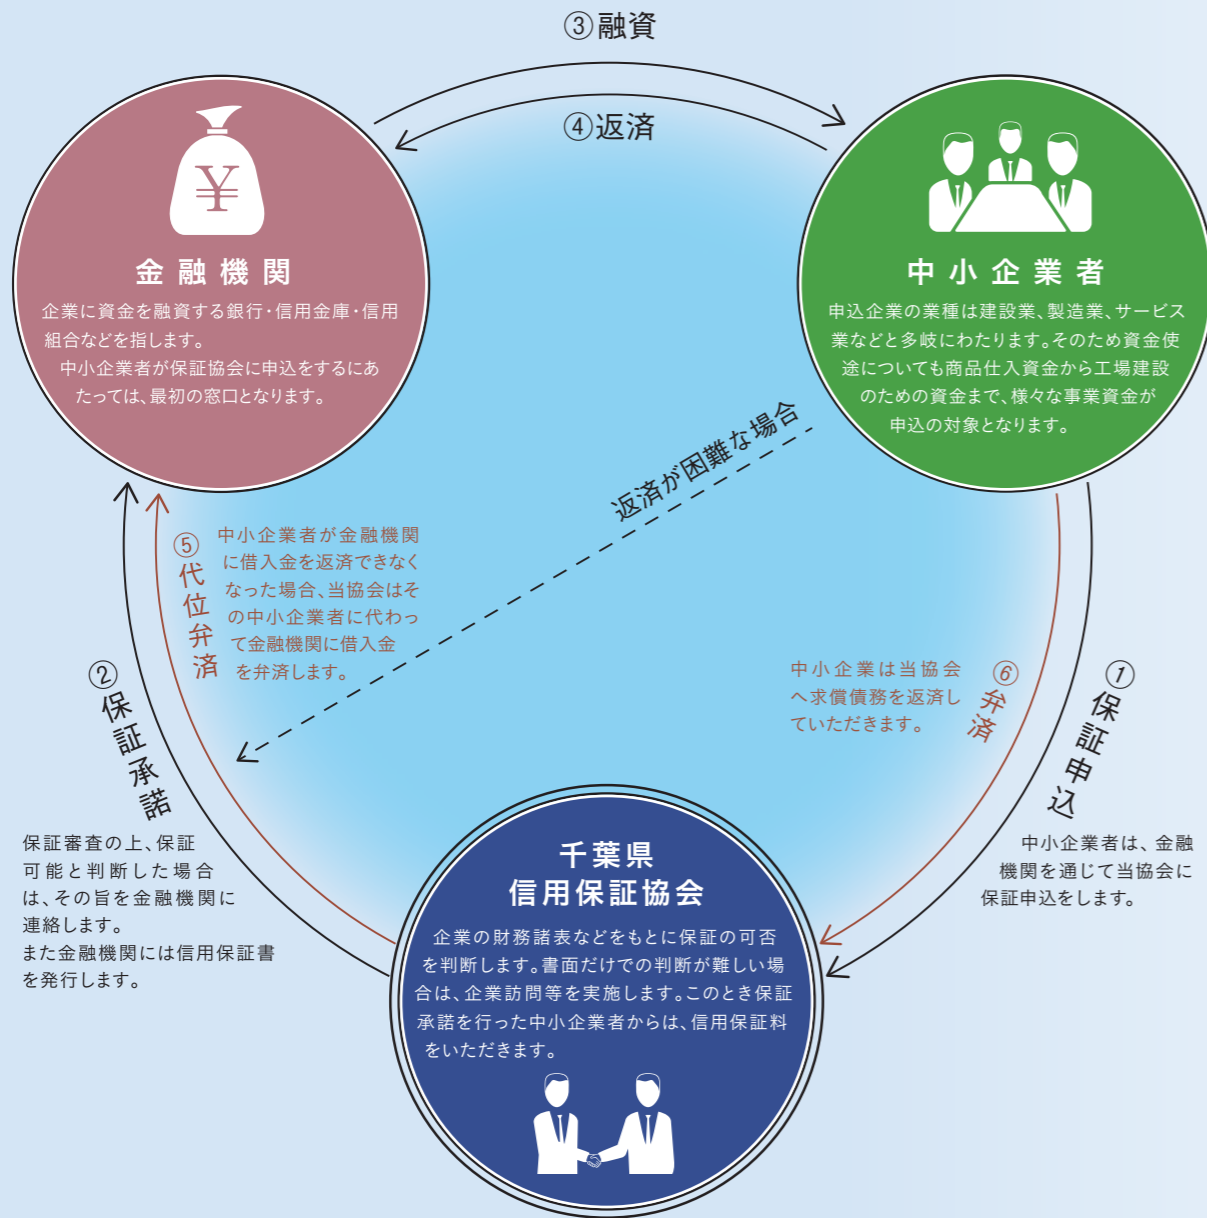 ③融資
④返済
¥
金融機関
企業に資金を融資する銀行・信用金庫・信用
組合などを指します。
中小企業者が保証協会に申込をするにあ
たっては、最初の窓口となります。
中小企業者
申込企業の業種は建設業、製造業、サービス
業などと多岐にわたります。そのため資金使
途についても商品仕入資金から工場建設
のための資金まで、様々な事業資金が
申込の対象となります。
返済が困難な場合
⑤代位弁済
中小企業者が金融機関
に借入金を返済できなく
なった場合、当協会はそ
の中小企業者に代わっ
て金融機関に借入金
を弁済します。
②保証承諾
保証審査の上、保証
可能と判断した場合
は、その旨を金融機関に
連絡します。
また金融機関には信用保証書
を発行します。
⑥弁済
中小企業は当協会
へ求償債務を返済し
ていただきます。
①保証申込
中小企業者は、金融
機関を通じて当協会に
保証申込をします。
千葉県
信用保証協会
企業の財務諸表などをもとに保証の可否
を判断します。書面だけでの判断が難しい場
合は、企業訪問等を実施します。このとき保証
承諾を行った中小企業者からは、信用保証料
をいただきます。